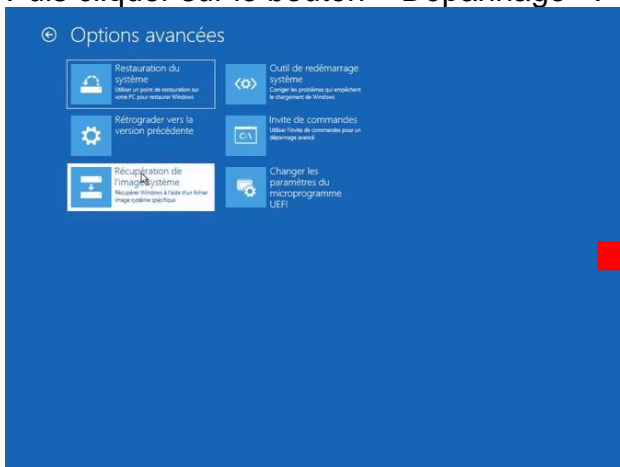 Puis cliquer sur le bouton « Dépannage » .
Options avancées
Restauration du
système
Utiliser un point de restauration sur
votre PC pour restaurer Windows
Outil de redémarrage
système
Corriger les problèmes qui empêchent
le chargement de Windows
Rétrograder vers la
version précédente
Invite de commandes
Utiliser l'invite de commandes pour un
dépannage avancé
C:\
Récupération de
l'image système
Récupérer Windows à l'aide d'un fichier
image système spécifique
Changer les
paramètres du
microprogramme
UEFI